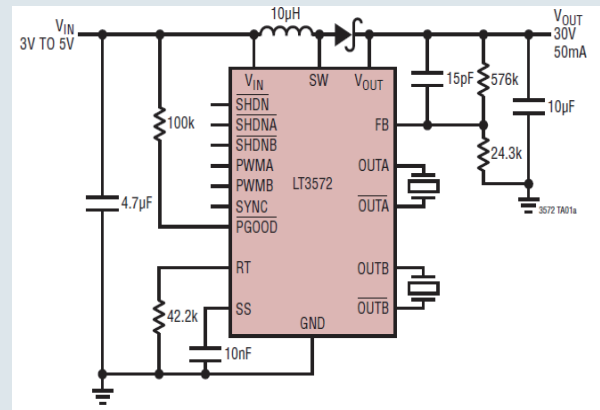 10µH
VIN
3V TO 5V
VOUT
30V
50mA
VIN
SW
VOUT
15pF
576k
10µF
100k
SHDN
SHDNA
SHDNB
PWMA
PWMB
SYNC
PGOOD
LT3572
FB
OUTA
OUTA
24.3k
3572 TA01a
4.7µF
RT
OUTB
SS
OUTB
42.2k
GND
10nF